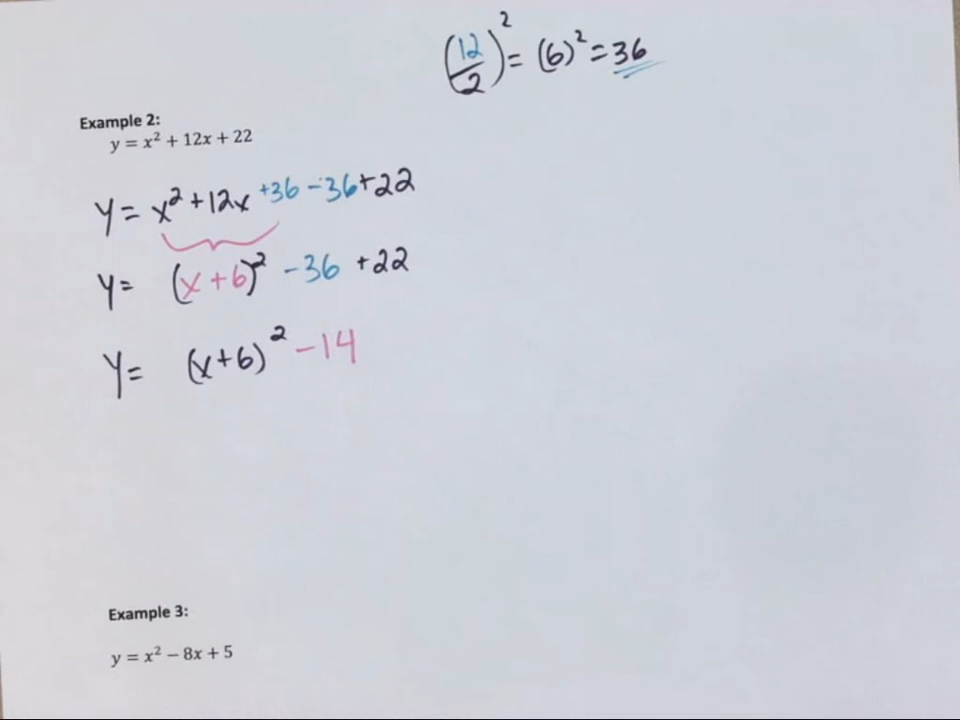 (12/2)² = (6)² = 36
Example 2:
y = x² + 12x + 22
y = x² + 12x +36 -36 +22
y = (x + 6)² -36 +22
y = (x+6)² -14
Example 3:
y = x² − 8x + 5